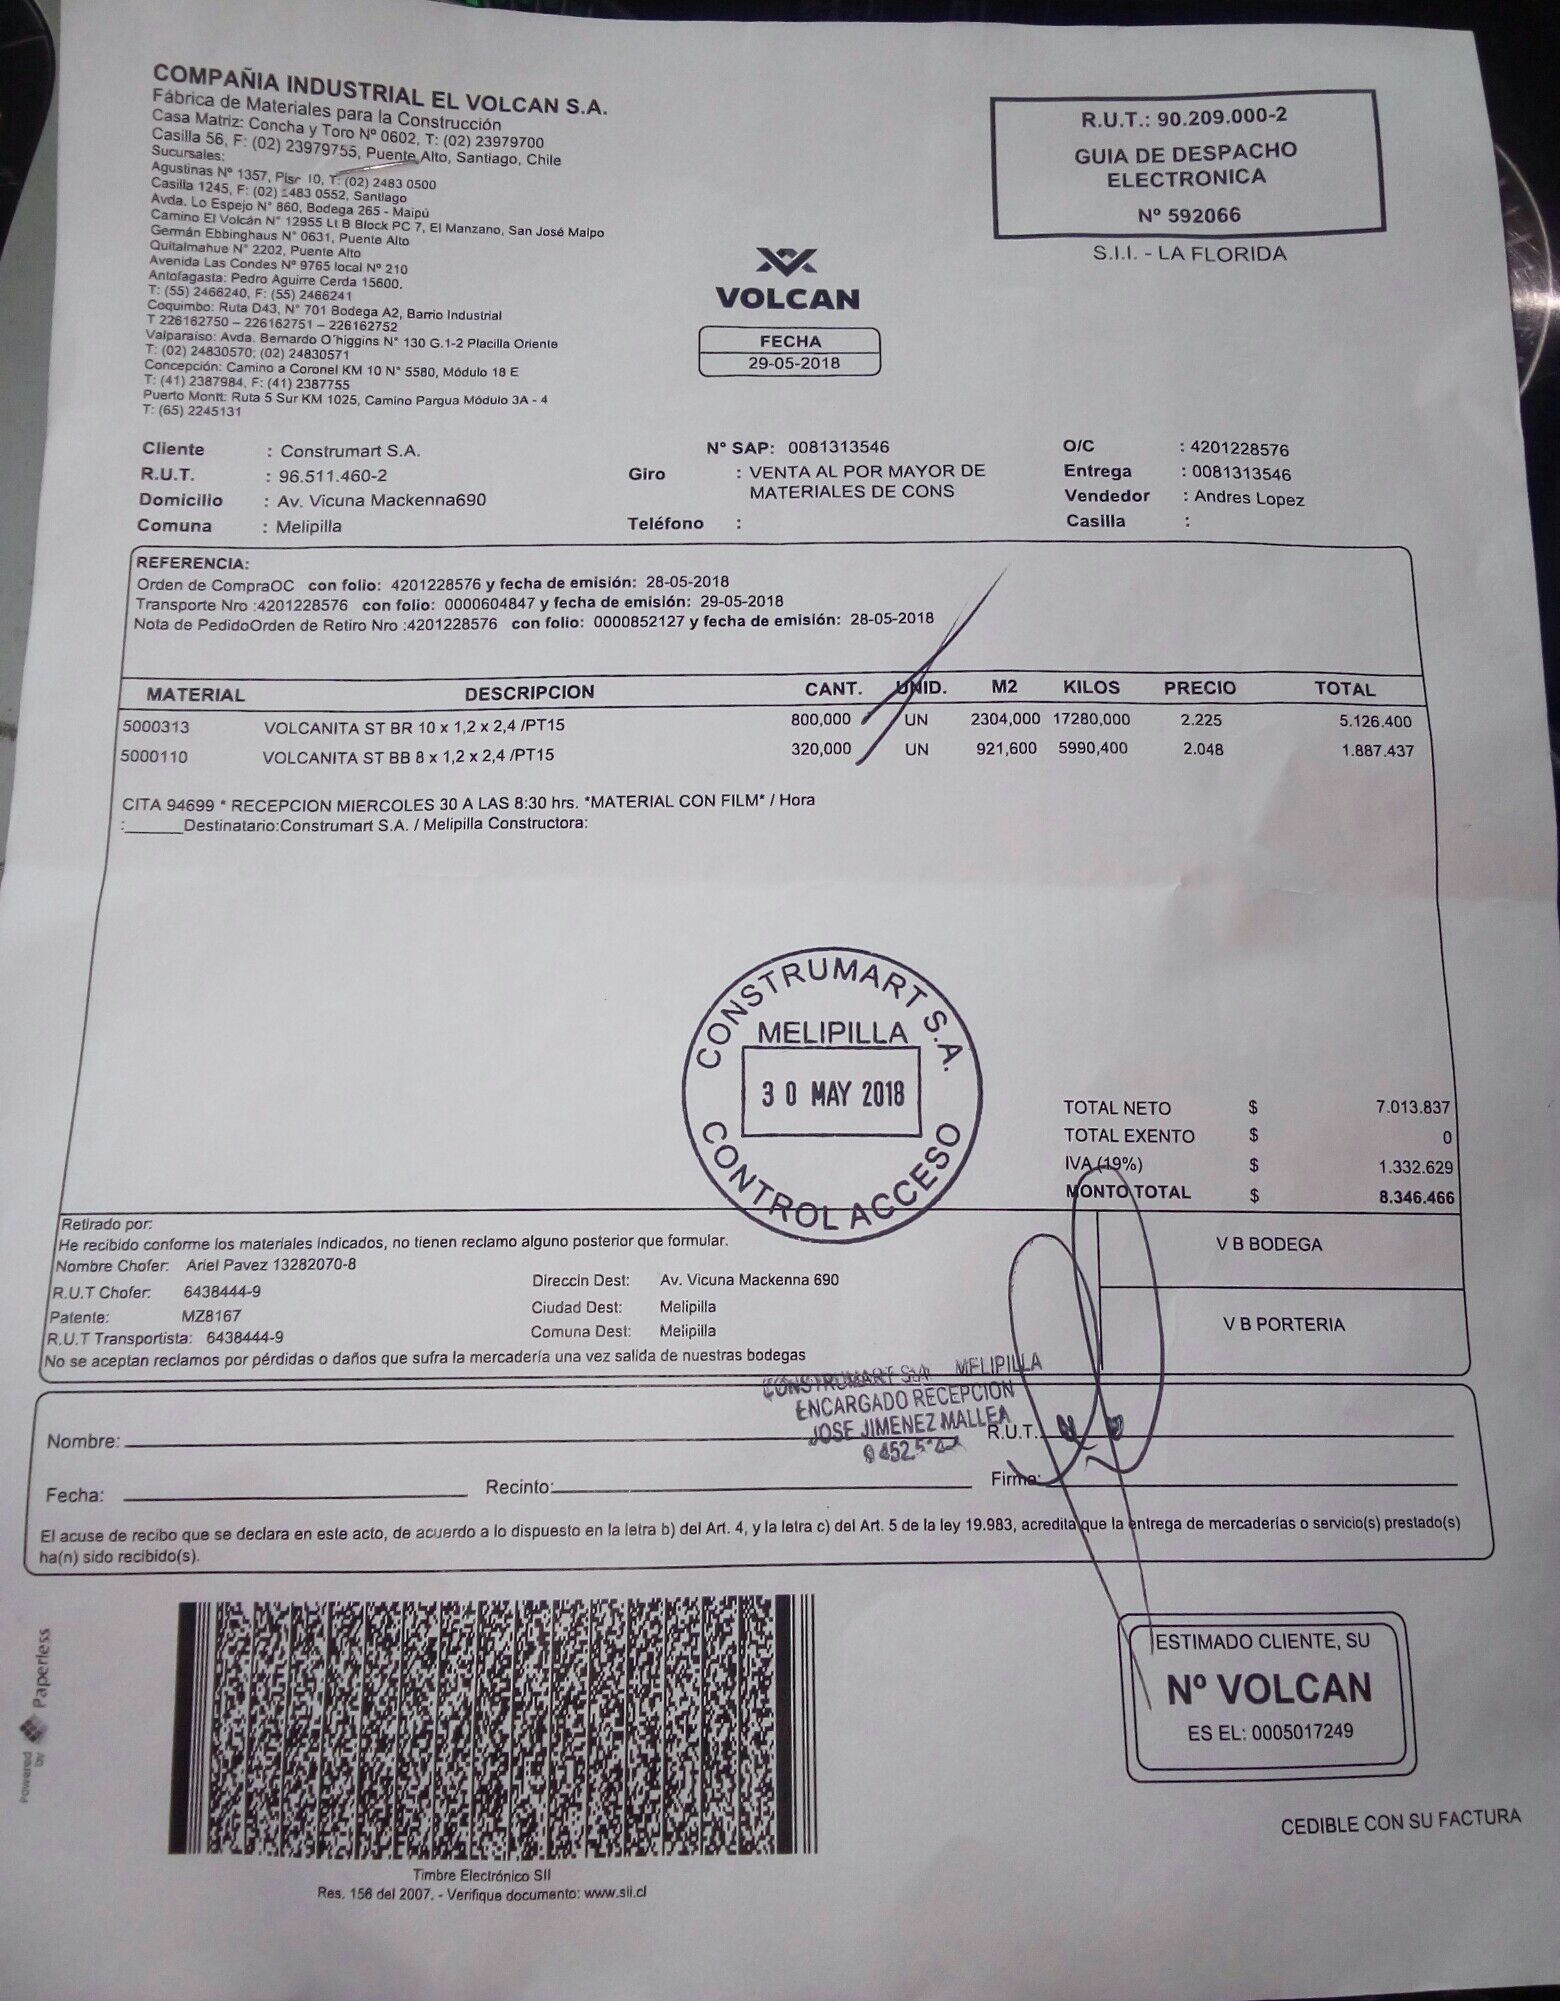 COMPAÑIA INDUSTRIAL EL VOLCAN S.A.
Fábrica de Materiales para la Construcción
Casa Matriz: Concha y Toro Nº 0602, T: (02) 23979700
Casilla 56, F: (02) 23979755, Puente Alto, Santiago, Chile
Sucursales:
Agustinas Nº 1357, Piso 10, T: (02) 2483 0500
Casilla 1245, F: (02) 2483 0552, Santiago
Avda. Lo Espejo N° 860, Bodega 265 - Maipú
Camino El Volcán N° 12955 Lt B Block PC 7, El Manzano, San José Maipo
Germán Ebbinghaus N° 0631, Puente Alto
Quitalmahue N° 2202, Puente Alto
Avenida Las Condes Nº 9765 local Nº 210
Antofagasta: Pedro Aguirre Cerda 15600.
T: (55) 2466240, F: (55) 2466241
Coquimbo: Ruta D43, N° 701 Bodega A2, Barrio Industrial
T 226162750 – 226162751 – 226162752
Valparaiso: Avda. Bernardo O'higgins N° 130 G.1-2 Placilla Oriente
T: (02) 24830570; (02) 24830571
Concepción: Camino a Coronel KM 10 N° 5580, Módulo 18 E
T: (41) 2387984, F: (41) 2387755
Puerto Montt: Ruta 5 Sur KM 1025, Camino Pargua Módulo 3A - 4
T: (65) 2245131
R.U.T.: 90.209.000-2
GUIA DE DESPACHO
ELECTRONICA
Nº 592066
S.I.I. - LA FLORIDA
VOLCAN
FECHA
29-05-2018
Cliente : Construmart S.A. Nº SAP: 0081313546 O/C : 4201228576
R.U.T. : 96.511.460-2 Giro : VENTA AL POR MAYOR DE Entrega : 0081313546
MATERIALES DE CONS
Domicilio : Av. Vicuna Mackenna690 Vendedor : Andres Lopez
Comuna : Melipilla Teléfono : Casilla :
REFERENCIA:
Orden de CompraOC con folio: 4201228576 y fecha de emisión: 28-05-2018
Transporte Nro :4201228576 con folio: 0000604847 y fecha de emisión: 29-05-2018
Nota de PedidoOrden de Retiro Nro :4201228576 con folio: 0000852127 y fecha de emisión: 28-05-2018
MATERIAL DESCRIPCION CANT. UNID. M2 KILOS PRECIO TOTAL
5000313 VOLCANITA ST BR 10 x 1,2 x 2,4 /PT15 800,000 UN 2304,000 17280,000 2.225 5.126.400
5000110 VOLCANITA ST BB 8 x 1,2 x 2,4 /PT15 320,000 UN 921,600 5990,400 2.048 1.887.437
CITA 94699 * RECEPCION MIERCOLES 30 A LAS 8:30 hrs. *MATERIAL CON FILM* / Hora
:______Destinatario:Construmart S.A. / Melipilla Constructora:
CONSTRUMART S.A.
MELIPILLA
30 MAY 2018
CONTROL ACCESO
TOTAL NETO $ 7.013.837
TOTAL EXENTO $ 0
IVA (19%) $ 1.332.629
MONTO TOTAL $ 8.346.466
Retirado por:
He recibido conforme los materiales indicados, no tienen reclamo alguno posterior que formular.
Nombre Chofer: Ariel Pavez 13282070-8
R.U.T Chofer: 6438444-9 Direccin Dest: Av. Vicuna Mackenna 690
Patente: MZ8167 Ciudad Dest: Melipilla
R.U.T Transportista: 6438444-9 Comuna Dest: Melipilla
No se aceptan reclamos por pérdidas o daños que sufra la mercadería una vez salida de nuestras bodegas
V B BODEGA
V B PORTERIA
CONSTRUMART S.A. MELIPILLA
ENCARGADO RECEPCION
JOSE JIMENEZ MALLEA
Nombre: R.U.T.
Fecha: Recinto: Firma:
El acuse de recibo que se declara en este acto, de acuerdo a lo dispuesto en la letra b) del Art. 4, y la letra c) del Art. 5 de la ley 19.983, acredita que la entrega de mercaderías o servicio(s) prestado(s)
ha(n) sido recibido(s).
Powered by Paperless
Timbre Electrónico SII
Res. 156 del 2007. - Verifique documento: www.sii.cl
ESTIMADO CLIENTE, SU
Nº VOLCAN
ES EL: 0005017249
CEDIBLE CON SU FACTURA